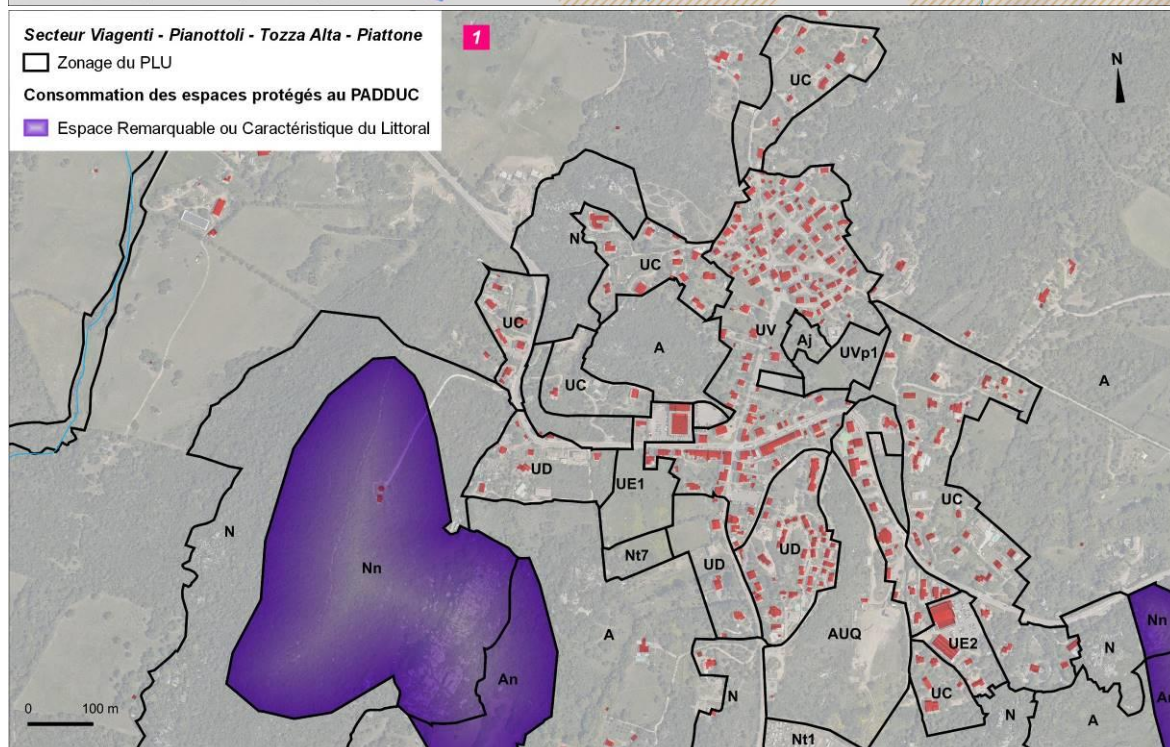 Secteur Viagenti - Pianottoli - Tozza Alta - Piattone
1
Zonage du PLU
Consommation des espaces protégés au PADDUC
Espace Remarquable ou Caractéristique du Littoral
N
UC
N
UC
UC
UV
Aj
UVp1
A
A
UC
UD
UE1
UC
N
Nt7
UD
UD
Nn
A
AUQ
UE2
Nn
N
An
N
UC
N
A
0
100 m
Nt1